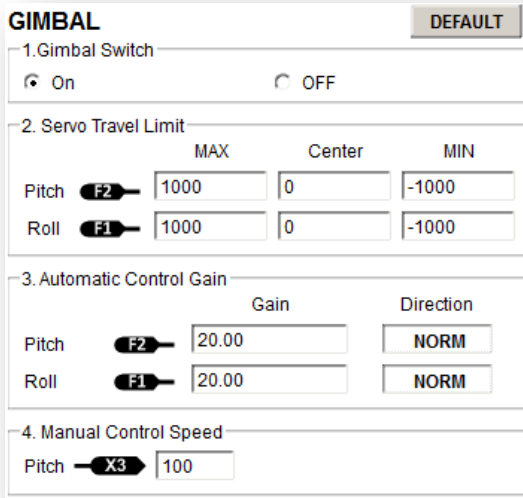 GIMBAL DEFAULT
1.Gimbal Switch
On OFF
2. Servo Travel Limit
MAX Center MIN
Pitch F2 1000 0 -1000
Roll F1 1000 0 -1000
3. Automatic Control Gain
Gain Direction
Pitch F2 20.00 NORM
Roll F1 20.00 NORM
4. Manual Control Speed
Pitch X3 100